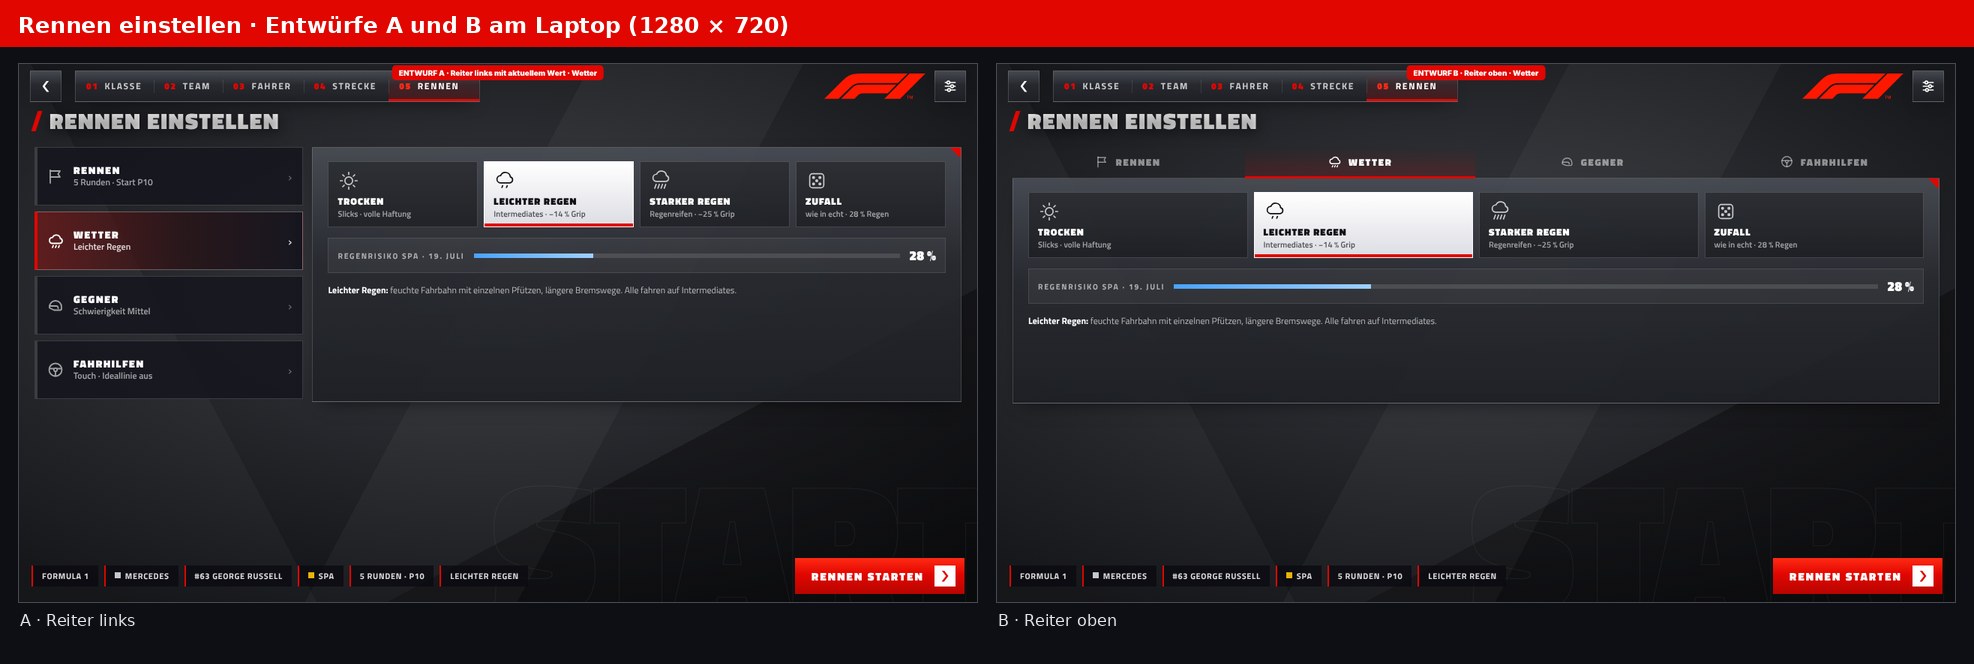 Rennen einstellen · Entwürfe A und B am Laptop (1280 × 720)
01 KLASSE 02 TEAM 03 FAHRER 04 STRECKE 05 RENNEN
ENTWURF A · Reiter links mit aktuellem Wert · Wetter
F1
RENNEN EINSTELLEN
RENNEN
5 Runden · Start P10
WETTER
Leichter Regen
GEGNER
Schwierigkeit Mittel
FAHRHILFEN
Touch · Ideallinie aus
TROCKEN
Slicks · volle Haftung
LEICHTER REGEN
Intermediates · −14 % Grip
STARKER REGEN
Regenreifen · −25 % Grip
ZUFALL
wie in echt · 28 % Regen
REGENRISIKO SPA · 19. JULI 28 %
Leichter Regen: feuchte Fahrbahn mit einzelnen Pfützen, längere Bremswege. Alle fahren auf Intermediates.
START
FORMULA 1 MERCEDES #63 GEORGE RUSSELL SPA 5 RUNDEN · P10 LEICHTER REGEN
RENNEN STARTEN
A · Reiter links
01 KLASSE 02 TEAM 03 FAHRER 04 STRECKE 05 RENNEN
ENTWURF B · Reiter oben · Wetter
F1
RENNEN EINSTELLEN
RENNEN WETTER GEGNER FAHRHILFEN
TROCKEN
Slicks · volle Haftung
LEICHTER REGEN
Intermediates · −14 % Grip
STARKER REGEN
Regenreifen · −25 % Grip
ZUFALL
wie in echt · 28 % Regen
REGENRISIKO SPA · 19. JULI 28 %
Leichter Regen: feuchte Fahrbahn mit einzelnen Pfützen, längere Bremswege. Alle fahren auf Intermediates.
START
FORMULA 1 MERCEDES #63 GEORGE RUSSELL SPA 5 RUNDEN · P10 LEICHTER REGEN
RENNEN STARTEN
B · Reiter oben